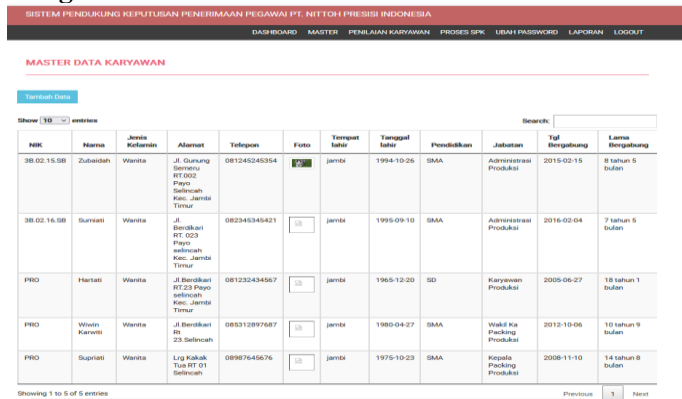 SISTEM PENDUKUNG KEPUTUSAN PENERIMAAN PEGAWAI PT. NITTOH PRESISI INDONESIA
DASHBOARD MASTER PENILAIAN KARYAWAN PROSES SPK UBAH PASSWORD LAPORAN LOGOUT
MASTER DATA KARYAWAN
Tambah Data
Show 10 entries Search:
NIK Nama Jenis Kelamin Alamat Telepon Foto Tempat lahir Tanggal lahir Pendidikan Jabatan Tgl Bergabung Lama Bergabung
3B.02.15.SB Zubaidah Wanita Jl. Gunung Semeru RT.002 Payo Selincah Kec. Jambi Timur 081245245354 jambi 1994-10-26 SMA Administrasi Produksi 2015-02-15 8 tahun 5 bulan
3B.02.16.SB Sumiati Wanita Jl. Berdikari RT. 023 Payo selincah Kec. Jambi Timur 082345345421 jambi 1995-09-10 SMA Administrasi Produksi 2016-02-04 7 tahun 5 bulan
PRO Hartati Wanita Jl.Berdikari RT.23 Payo selincah Kec. Jambi Timur 081232434567 jambi 1965-12-20 SD Karyawan Produksi 2005-06-27 18 tahun 1 bulan
PRO Wiwin Karwiti Wanita Jl.Berdikari Rt 23.Selincah 085312897687 jambi 1980-04-27 SMA Wakil Ka Packing Produksi 2012-10-06 10 tahun 9 bulan
PRO Supriati Wanita Lrg Kakak Tua RT 01 Selincah 08987645676 jambi 1975-10-23 SMA Kepala Packing Produksi 2008-11-10 14 tahun 8 bulan
Showing 1 to 5 of 5 entries Previous 1 Next